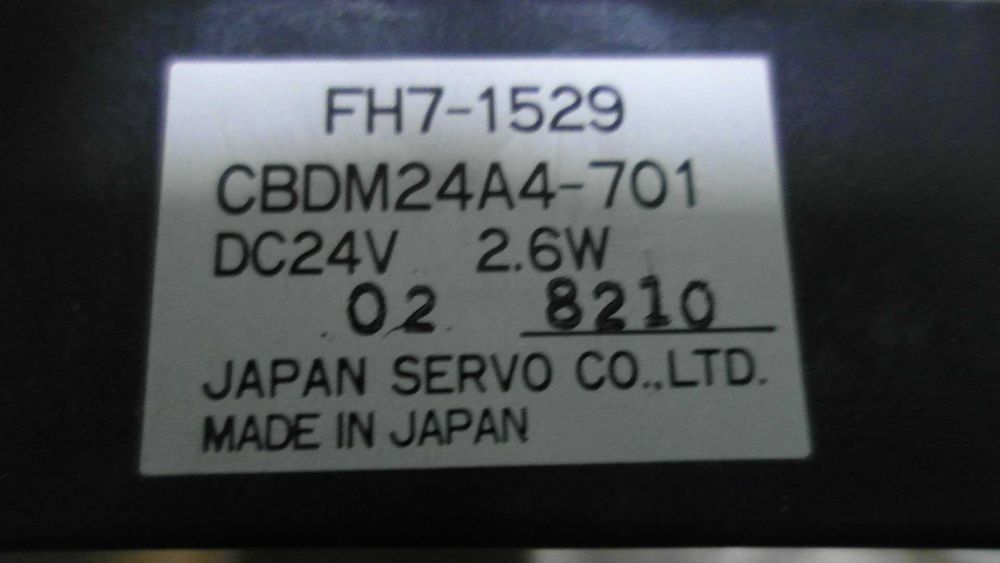 FH7-1529
CBDM24A4-701
DC24V 2.6W
02 8210
JAPAN SERVO CO.,LTD.
MADE IN JAPAN